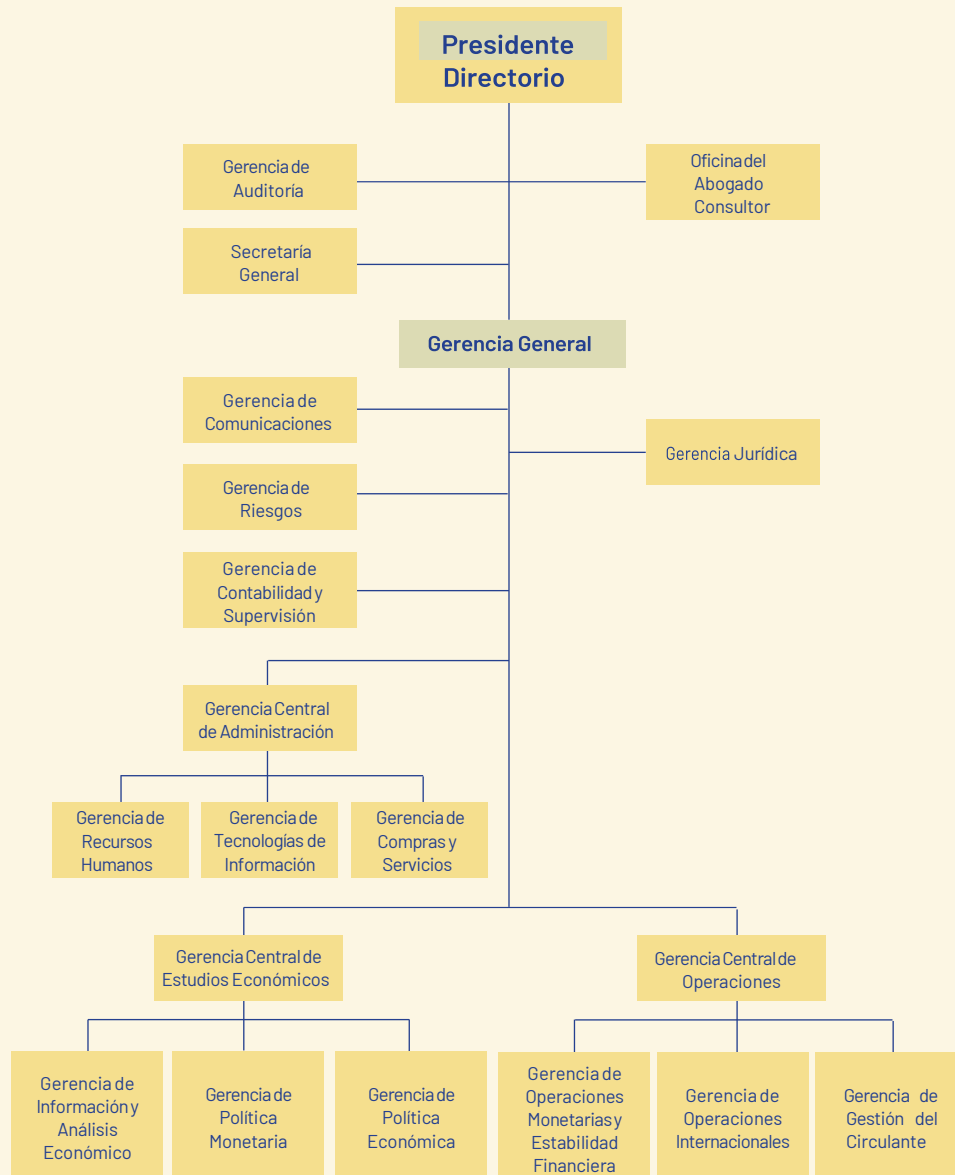 Presidente
Directorio
Gerencia de
Auditoría
Oficina del
Abogado
Consultor
Secretaría
General
Gerencia General
Gerencia de
Comunicaciones
Gerencia Jurídica
Gerencia de
Riesgos
Gerencia de
Contabilidad y
Supervisión
Gerencia Central
de Administración
Gerencia de
Recursos
Humanos
Gerencia de
Tecnologías de
Información
Gerencia de
Compras y
Servicios
Gerencia Central de
Estudios Económicos
Gerencia Central de
Operaciones
Gerencia de
Información y
Análisis
Económico
Gerencia de
Política
Monetaria
Gerencia de
Política
Económica
Gerencia de
Operaciones
Monetarias y
Estabilidad
Financiera
Gerencia de
Operaciones
Internacionales
Gerencia de
Gestión del
Circulante